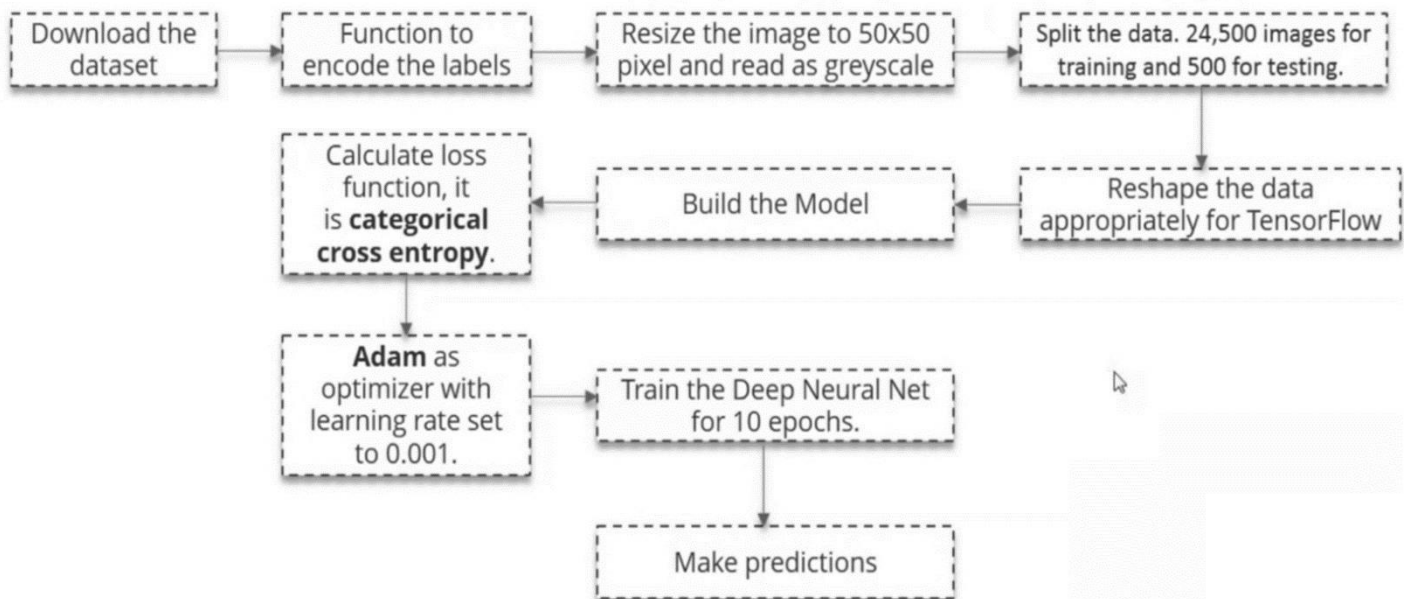 Download the
dataset
Function to
encode the labels
Resize the image to 50x50
pixel and read as greyscale
Split the data. 24,500 images for
training and 500 for testing.
Reshape the data
appropriately for TensorFlow
Build the Model
Calculate loss
function, it
is categorical
cross entropy.
Adam as
optimizer with
learning rate set
to 0.001.
Train the Deep Neural Net
for 10 epochs.
Make predictions